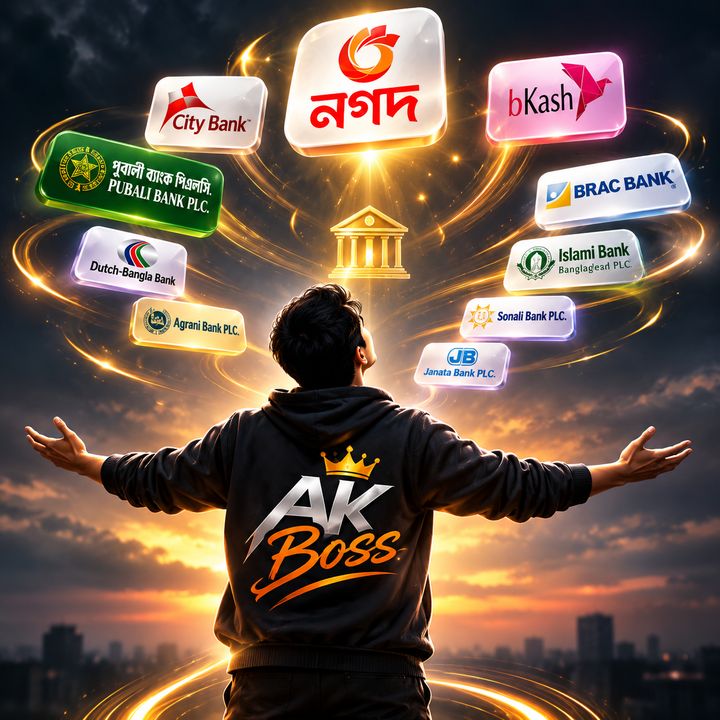 নগদ
City Bank™
bKash
পুবালী ব্যাংক পিএলসি.
PUBALI BANK PLC.
BRAC BANK®
Dutch-Bangla Bank
Islami Bank
Bangladesh PLC.
Agrani Bank PLC.
Sonali Bank PLC.
JB
Janata Bank PLC.
AK
Boss